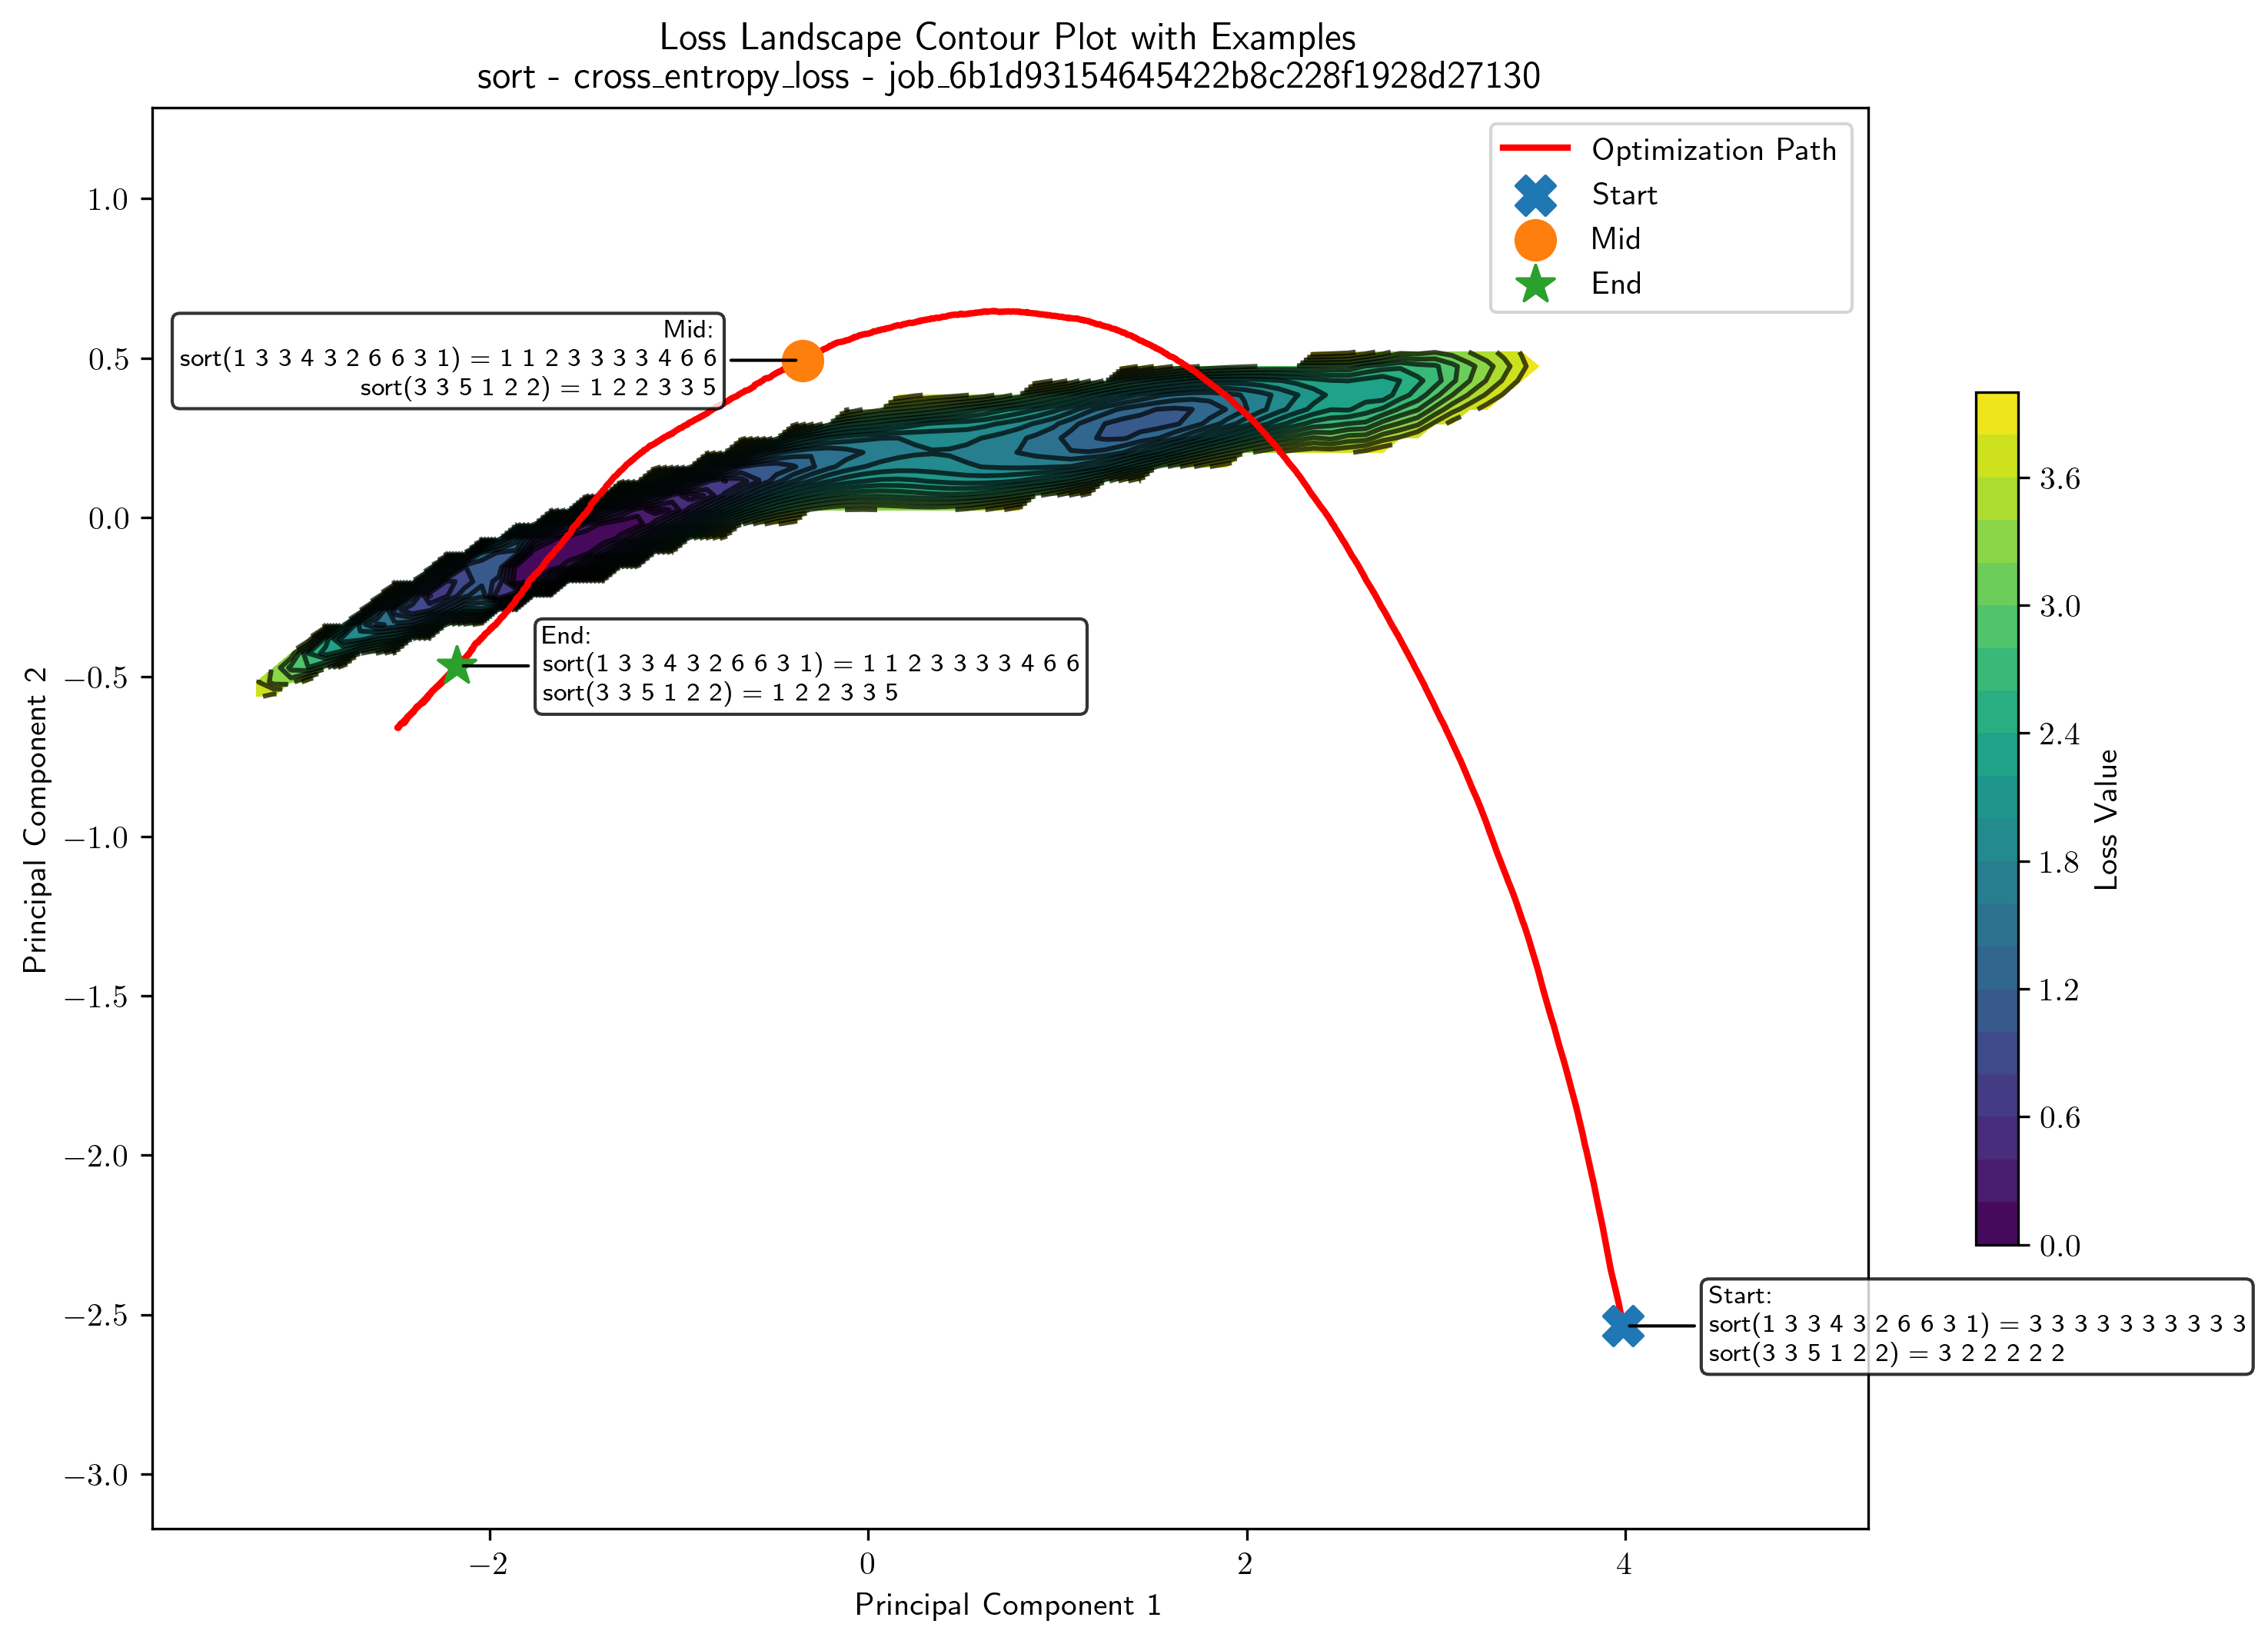 Loss Landscape Contour Plot with Examples
sort - cross_entropy_loss - job_6b1d93154645422b8c228f1928d27130
Optimization Path
Start
Mid
End
Mid:
sort(1 3 3 4 3 2 6 6 3 1) = 1 1 2 3 3 3 3 4 6 6
sort(3 3 5 1 2 2) = 1 2 2 3 3 5
End:
sort(1 3 3 4 3 2 6 6 3 1) = 1 1 2 3 3 3 3 4 6 6
sort(3 3 5 1 2 2) = 1 2 2 3 3 5
Start:
sort(1 3 3 4 3 2 6 6 3 1) = 3 3 3 3 3 3 3 3 3 3
sort(3 3 5 1 2 2) = 3 2 2 2 2 2
1.0
0.5
0.0
−0.5
−1.0
−1.5
−2.0
−2.5
−3.0
Principal Component 2
−2
0
2
4
Principal Component 1
3.6
3.0
2.4
1.8
1.2
0.6
0.0
Loss Value